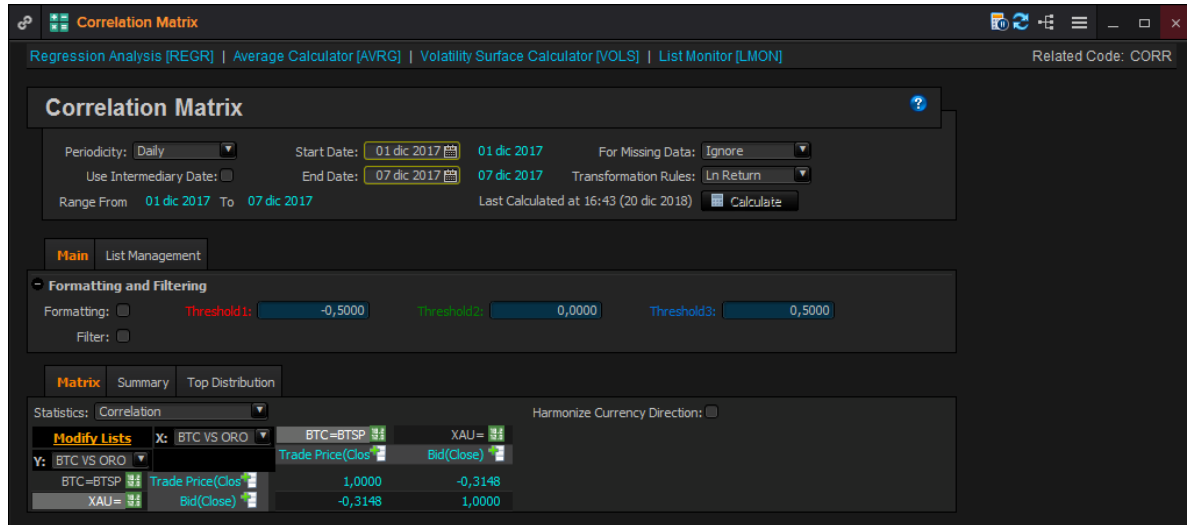 Correlation Matrix
Regression Analysis [REGR] | Average Calculator [AVRG] | Volatility Surface Calculator [VOLS] | List Monitor [LMON] Related Code: CORR
Correlation Matrix ?
Periodicity: Daily Start Date: 01 dic 2017 01 dic 2017 For Missing Data: Ignore
Use Intermediary Date: End Date: 07 dic 2017 07 dic 2017 Transformation Rules: Ln Return
Range From 01 dic 2017 To 07 dic 2017 Last Calculated at 16:43 (20 dic 2018) Calculate
Main List Management
Formatting and Filtering
Formatting: Threshold1: -0,5000 Threshold2: 0,0000 Threshold3: 0,5000
Filter:
Matrix Summary Top Distribution
Statistics: Correlation Harmonize Currency Direction:
Modify Lists X: BTC VS ORO BTC=BTSP XAU=
Y: BTC VS ORO Trade Price(Clos Bid(Close)
BTC=BTSP Trade Price(Clos 1,0000 -0,3148
XAU= Bid(Close) -0,3148 1,0000